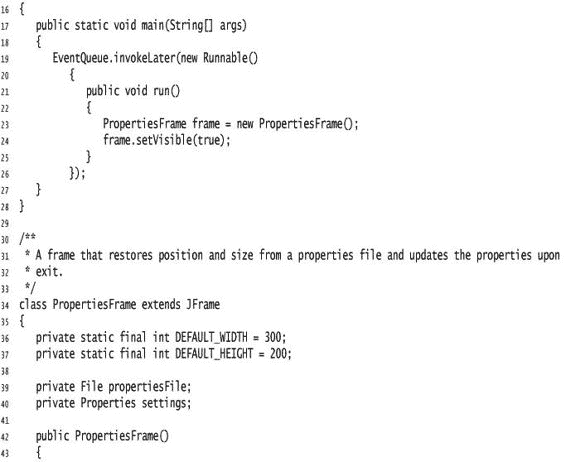 16 {
17    public static void main(String[] args)
18    {
19       EventQueue.invokeLater(new Runnable()
20          {
21             public void run()
22             {
23                PropertiesFrame frame = new PropertiesFrame();
24                frame.setVisible(true);
25             }
26          });
27    }
28 }
29
30 /**
31  * A frame that restores position and size from a properties file and updates the properties upon
32  * exit.
33  */
34 class PropertiesFrame extends JFrame
35 {
36    private static final int DEFAULT_WIDTH = 300;
37    private static final int DEFAULT_HEIGHT = 200;
38
39    private File propertiesFile;
40    private Properties settings;
41
42    public PropertiesFrame()
43    {